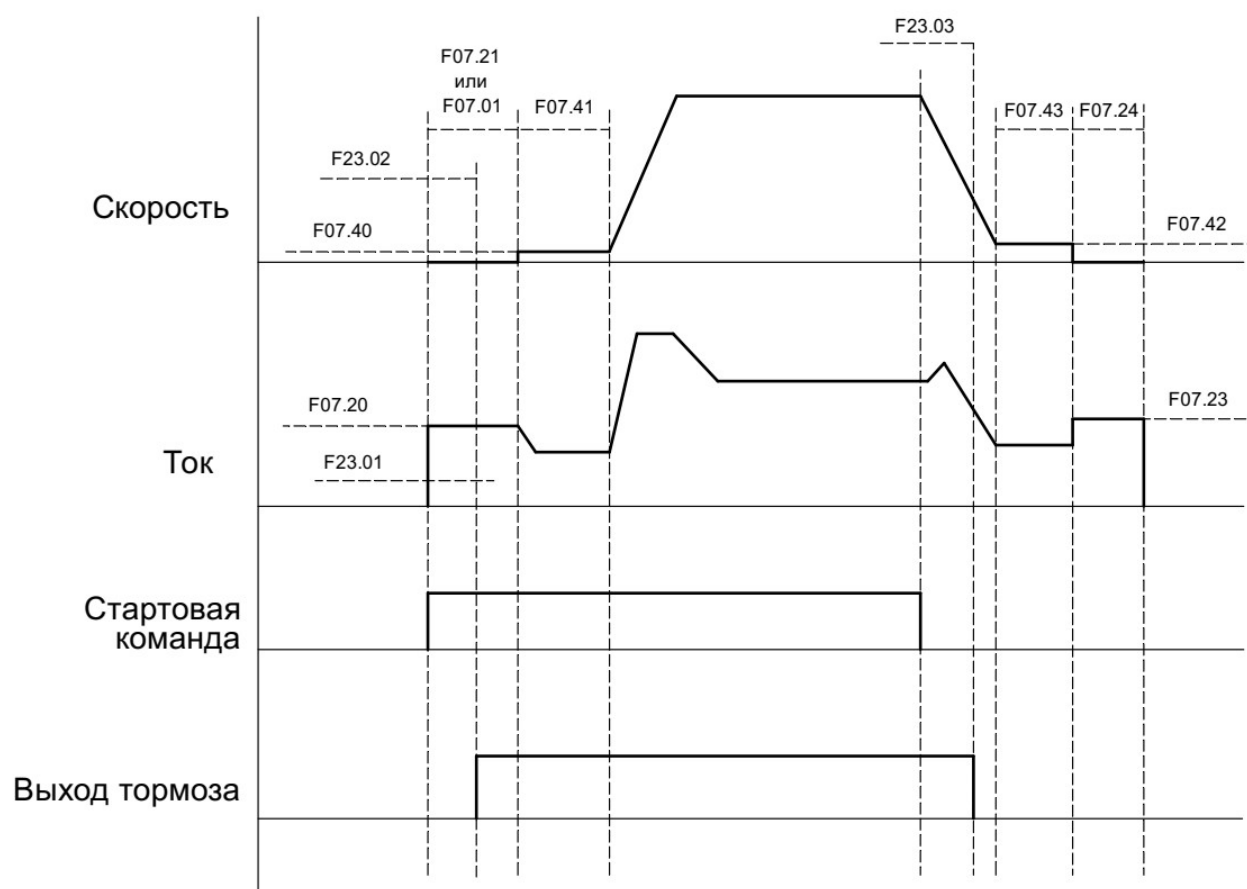 F23.03
F07.21
или
F07.01
F07.41
F07.43
F07.24
F23.02
Скорость
F07.40
F07.42
F07.20
F07.23
Ток
F23.01
Стартовая
команда
Выход тормоза